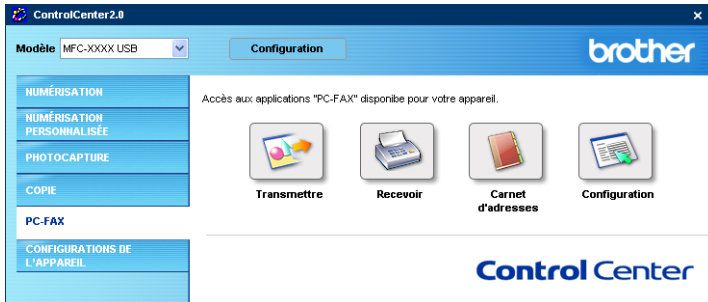 ControlCenter2.0
Modèle MFC-XXXX USB Configuration brother
NUMÉRISATION
NUMÉRISATION
PERSONNALISÉE
PHOTOCAPTURE
COPIE
PC-FAX
CONFIGURATIONS DE
L'APPAREIL
Accès aux applications "PC-FAX" disponibe pour votre appareil.
Transmettre Recevoir Carnet Configuration
d'adresses
Control Center